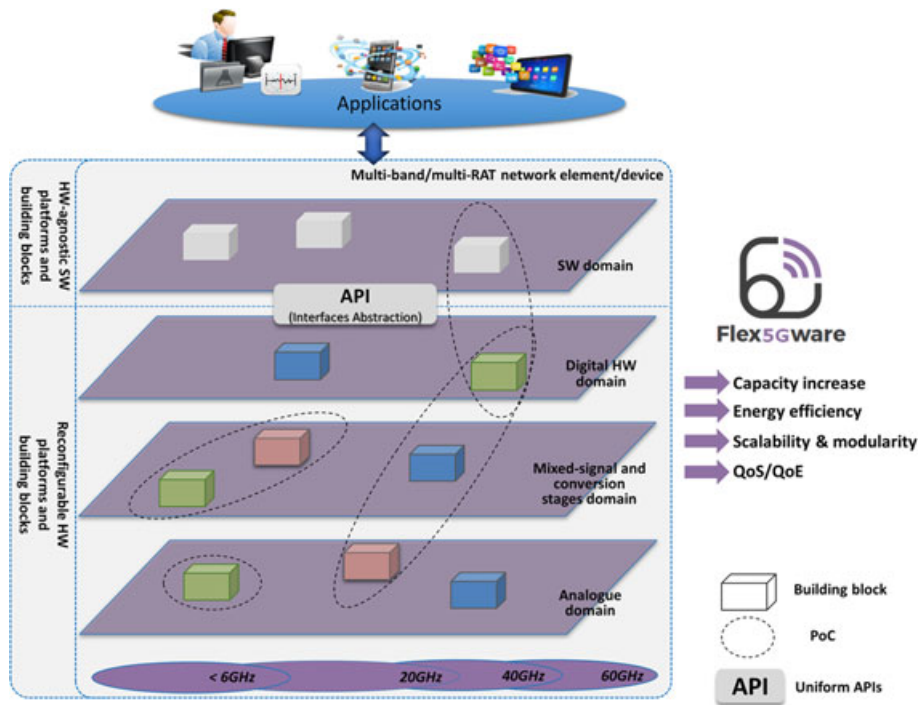 Applications
Multi-band/multi-RAT network element/device
HW-agnostic SW
platforms and
building blocks
SW domain
API
(Interfaces Abstraction)
Reconfigurable HW
platforms and
building blocks
Digital HW
domain
Mixed-signal and
conversion
stages domain
Analogue
domain
< 6GHz
20GHz
40GHz
60GHz
Flex5Gware
Capacity increase
Energy efficiency
Scalability & modularity
QoS/QoE
Building block
PoC
API
Uniform APIs